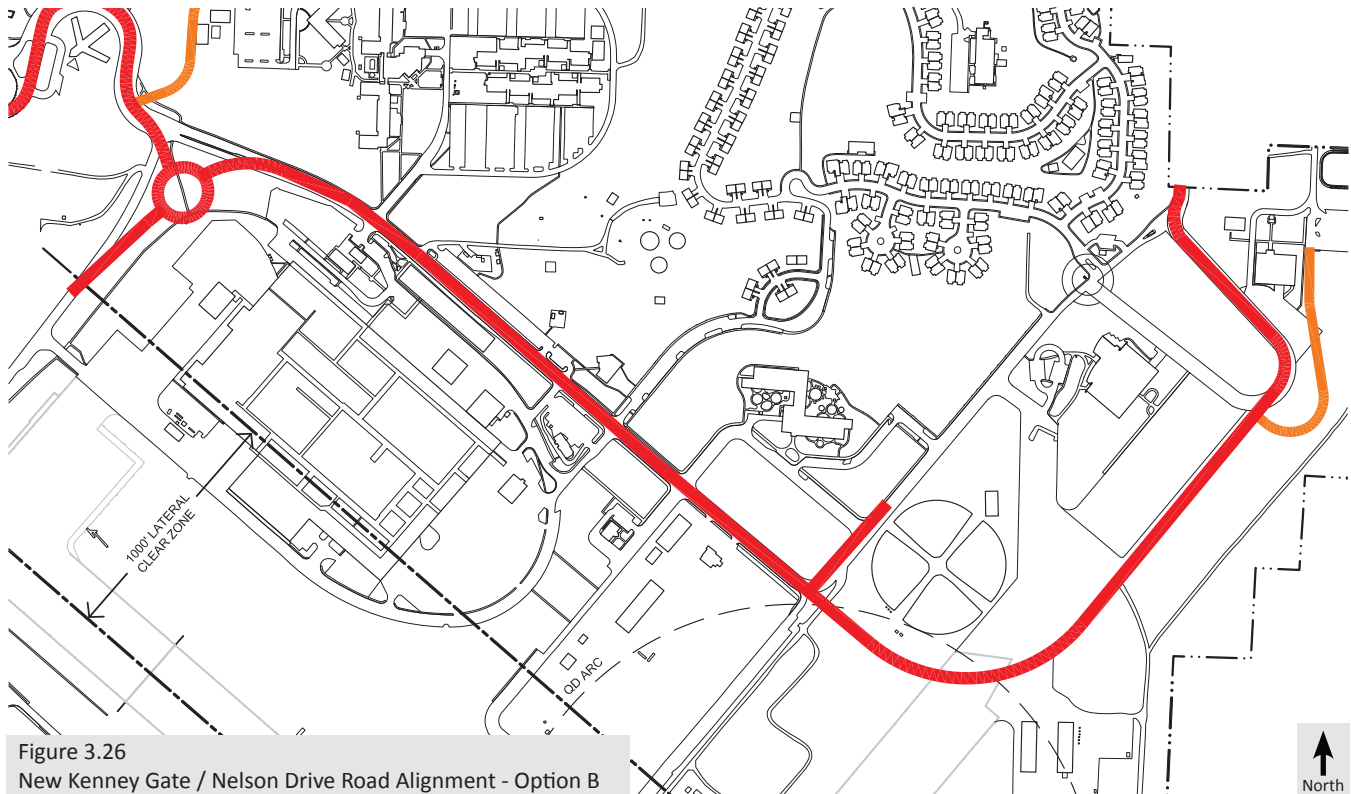 1000' LATERAL
CLEAR ZONE
QD ARC
Figure 3.26
New Kenney Gate / Nelson Drive Road Alignment - Option B
North